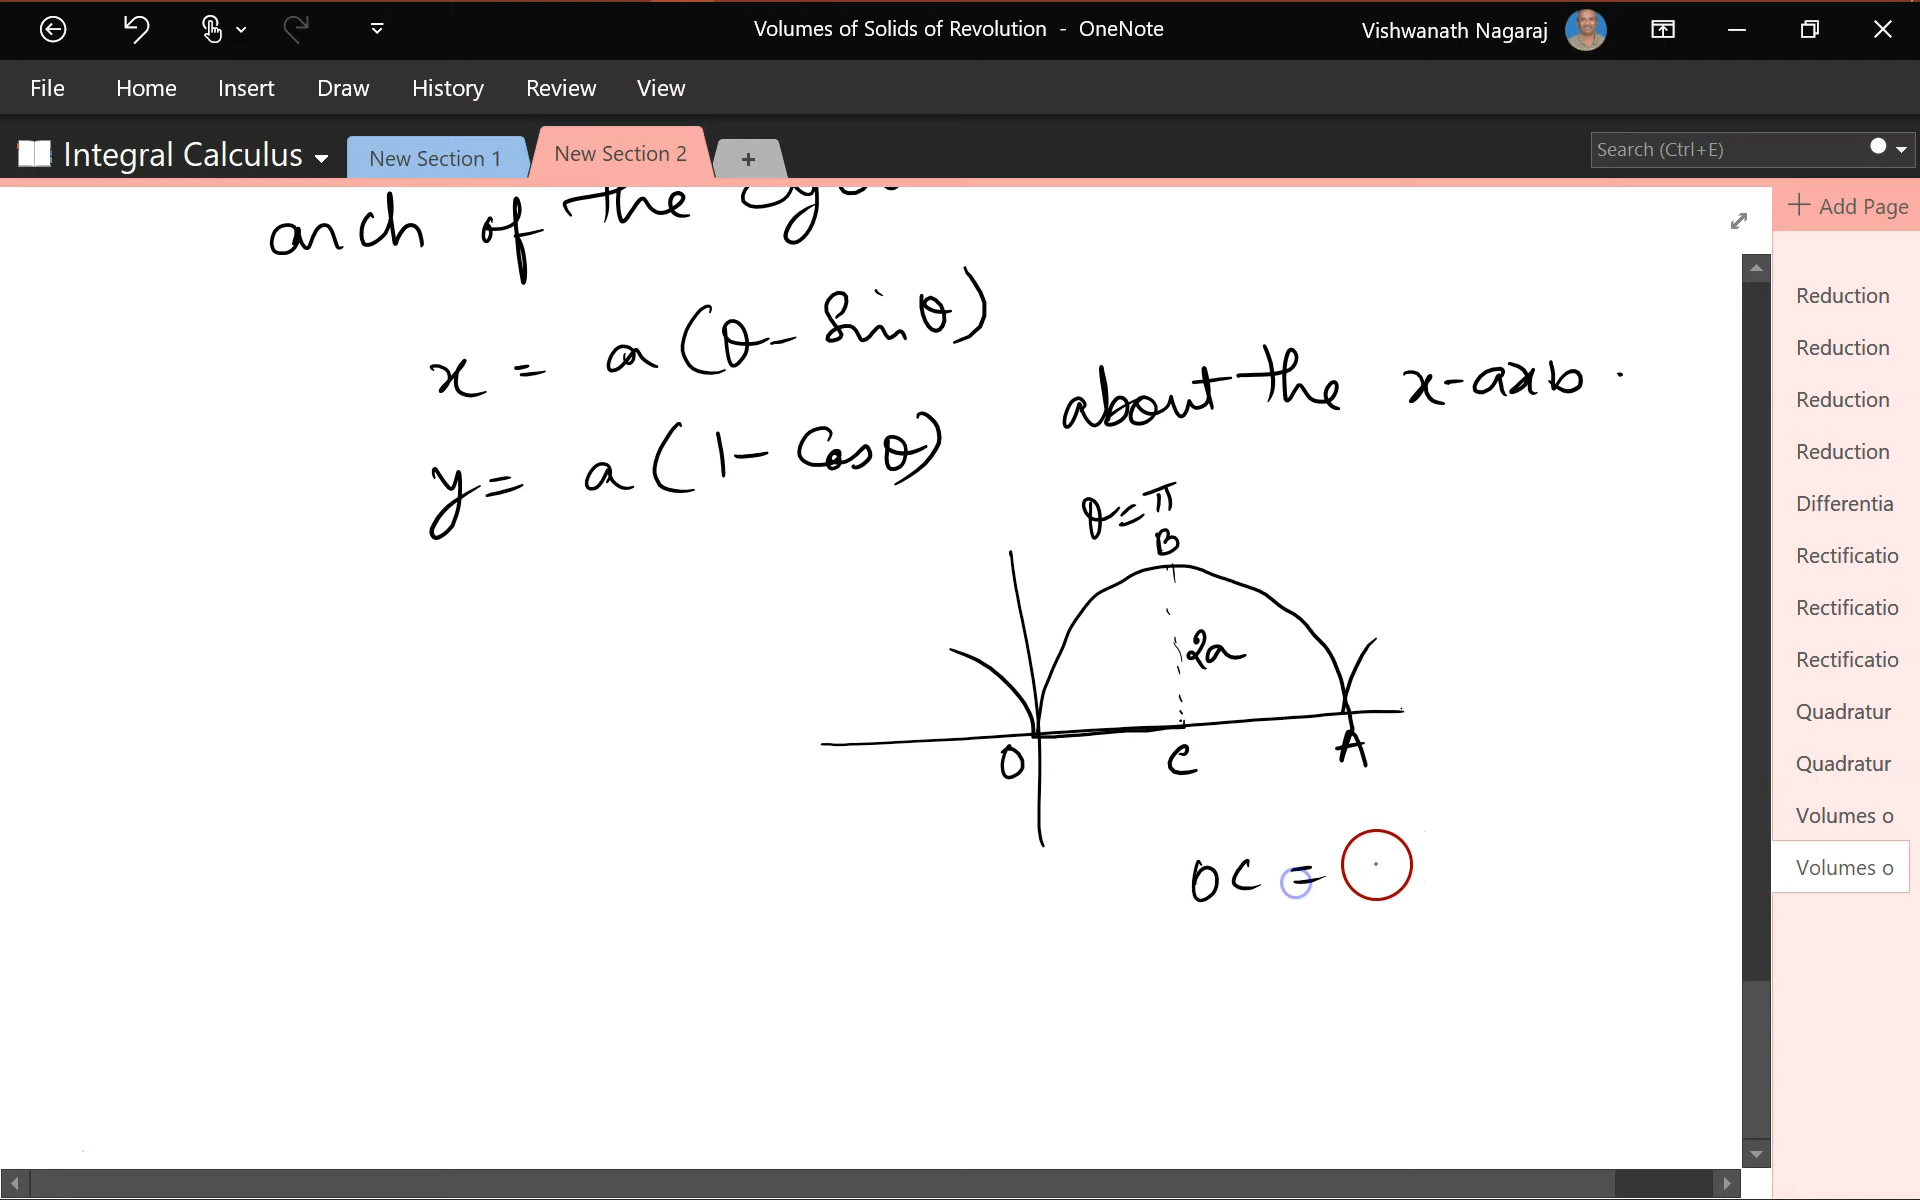 Volumes of Solids of Revolution - OneNote
Vishwanath Nagaraj
File Home Insert Draw History Review View
Integral Calculus
New Section 1
New Section 2
+
Search (Ctrl+E)
+ Add Page
Reduction
Reduction
Reduction
Reduction
Differentia
Rectificatio
Rectificatio
Rectificatio
Quadratur
Quadratur
Volumes o
Volumes o
arch of the
x = a(θ - Sin θ)
about the x-axis.
y = a(1 - Cos θ)
θ = π
B
2a
O C A
OC =